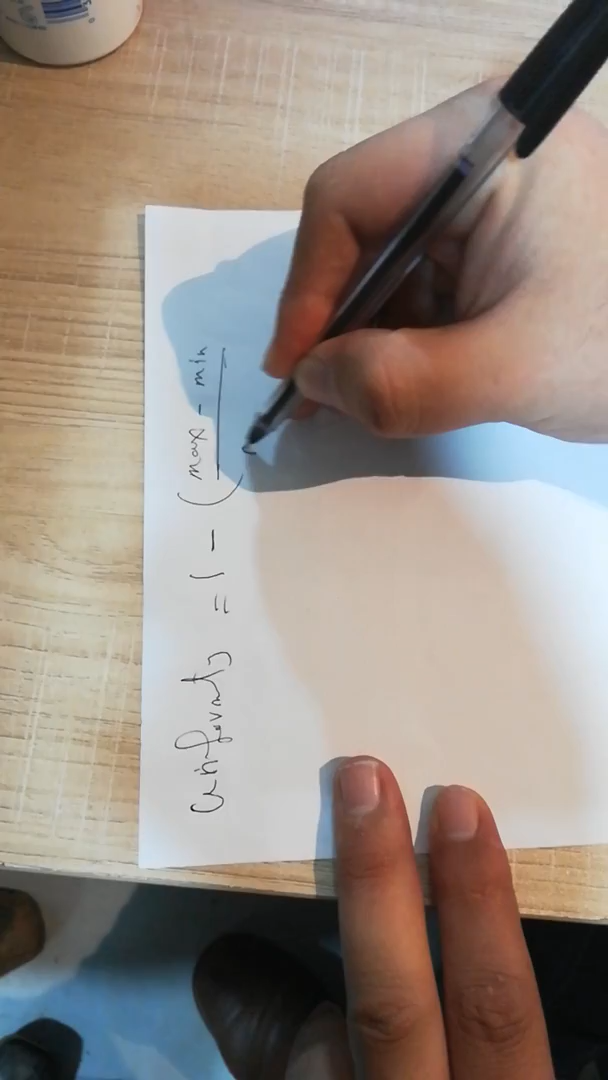 uniformity = 1 - ( max - min